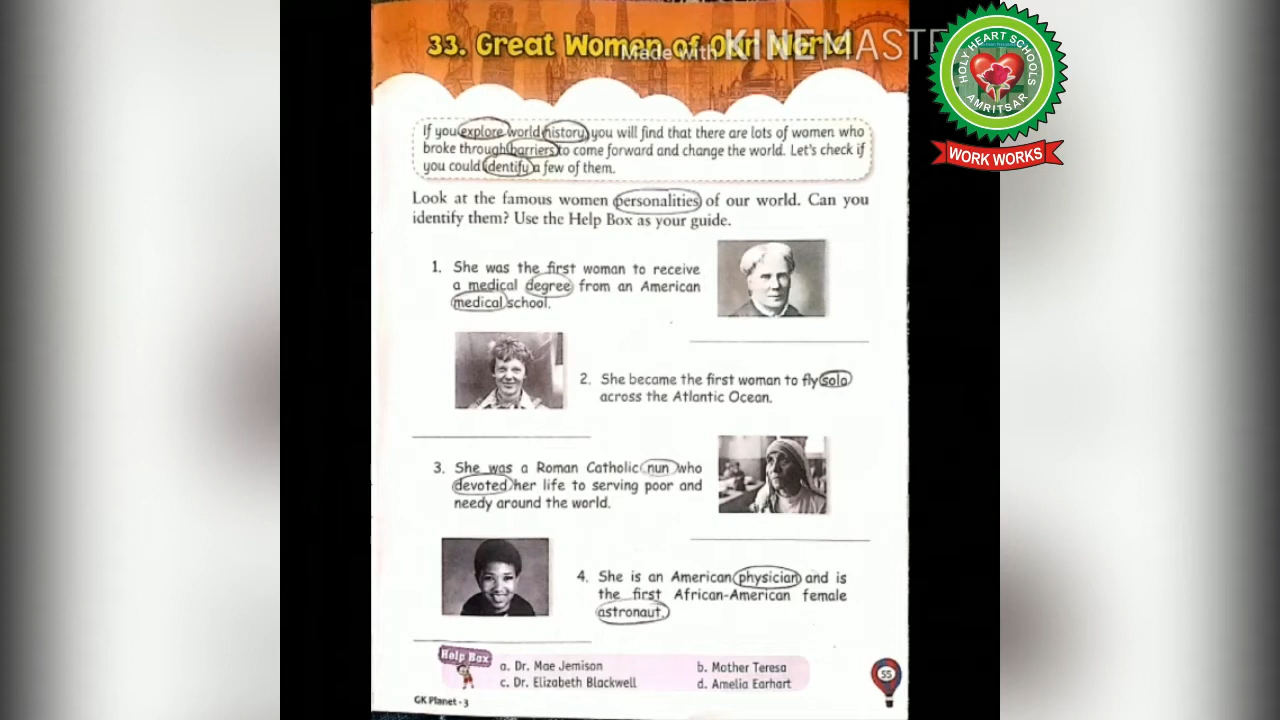 33. Great Women of Our World
Made with KINEMASTER
HOLY HEART SCHOOLS
AMRITSAR
WORK WORKS
If you explore world history, you will find that there are lots of women who
broke through barriers to come forward and change the world. Let's check if
you could identify a few of them.
Look at the famous women personalities of our world. Can you
identify them? Use the Help Box as your guide.
1. She was the first woman to receive
a medical degree from an American
medical school.
2. She became the first woman to fly solo
across the Atlantic Ocean.
3. She was a Roman Catholic nun who
devoted her life to serving poor and
needy around the world.
4. She is an American physician and is
the first African-American female
astronaut.
Help Box
a. Dr. Mae Jemison
b. Mother Teresa
c. Dr. Elizabeth Blackwell
d. Amelia Earhart
55
GK Planet - 3